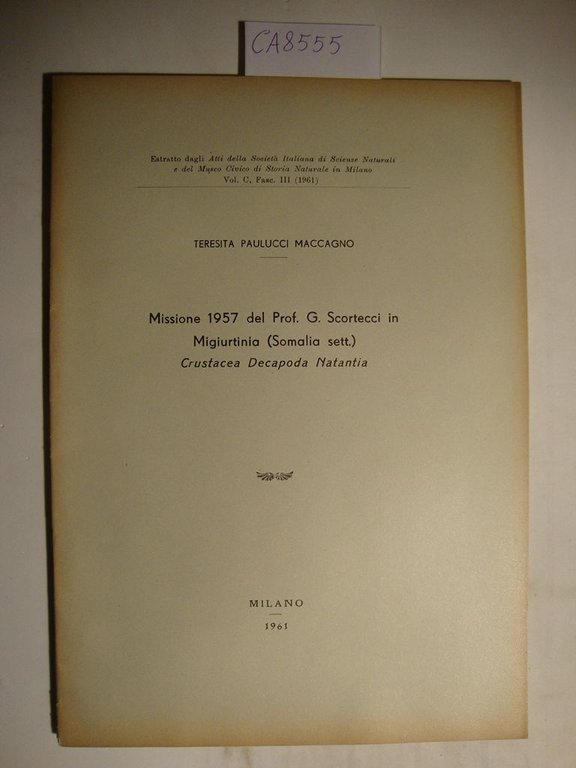 CA8555
Estratto dagli Atti della Società Italiana di Scienze Naturali
e del Museo Civico di Storia Naturale in Milano
Vol. C, Fasc. III (1961)
TERESITA PAULUCCI MACCAGNO
Missione 1957 del Prof. G. Scortecci in
Migiurtinia (Somalia sett.)
Crustacea Decapoda Natantia
MILANO
1961